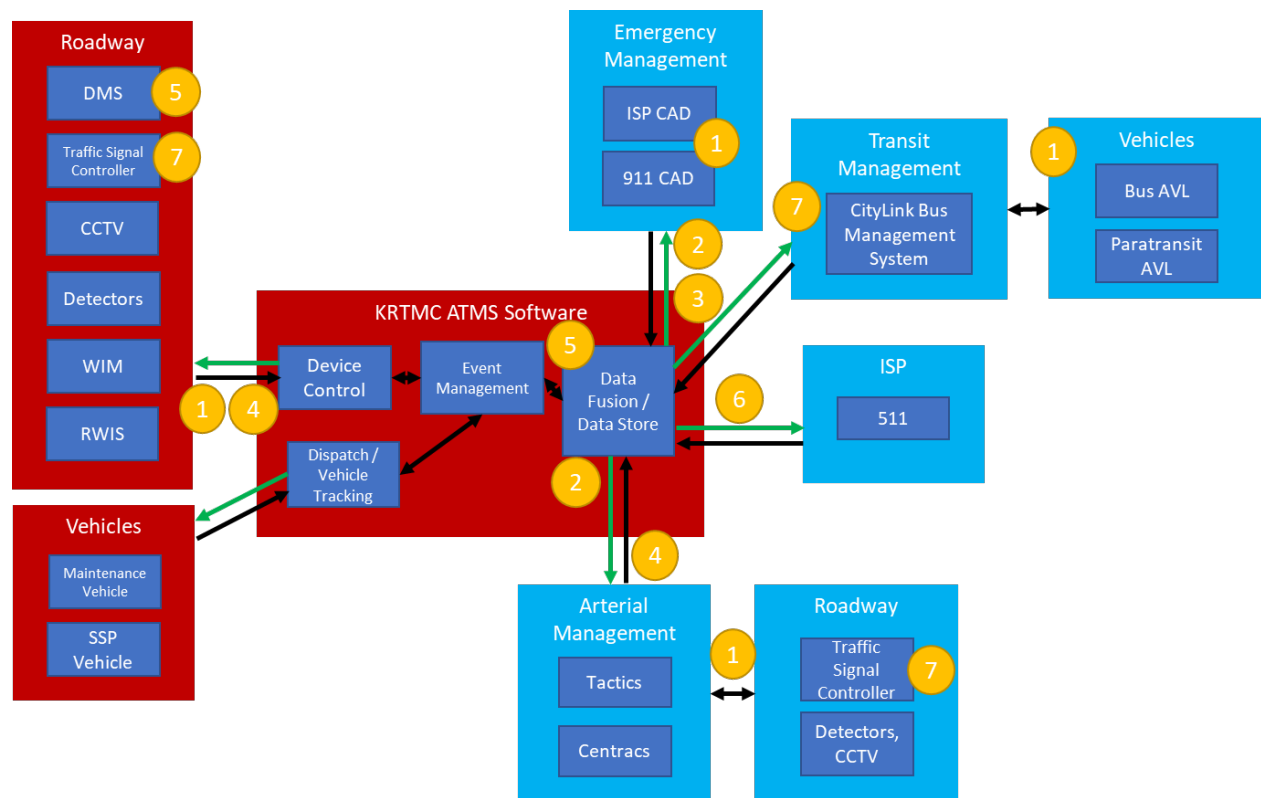 Roadway
DMS
5
Traffic Signal
Controller
7
CCTV
Detectors
WIM
RWIS
1
4
Vehicles
Maintenance
Vehicle
SSP
Vehicle
KRTMC ATMS Software
Device
Control
Event
Management
5
Data
Fusion /
Data Store
Dispatch /
Vehicle
Tracking
2
Emergency
Management
ISP CAD
1
911 CAD
2
3
Transit
Management
7
CityLink Bus
Management
System
1
Vehicles
Bus AVL
Paratransit
AVL
6
ISP
511
4
Arterial
Management
Tactics
Centracs
1
Roadway
Traffic
Signal
Controller
7
Detectors,
CCTV